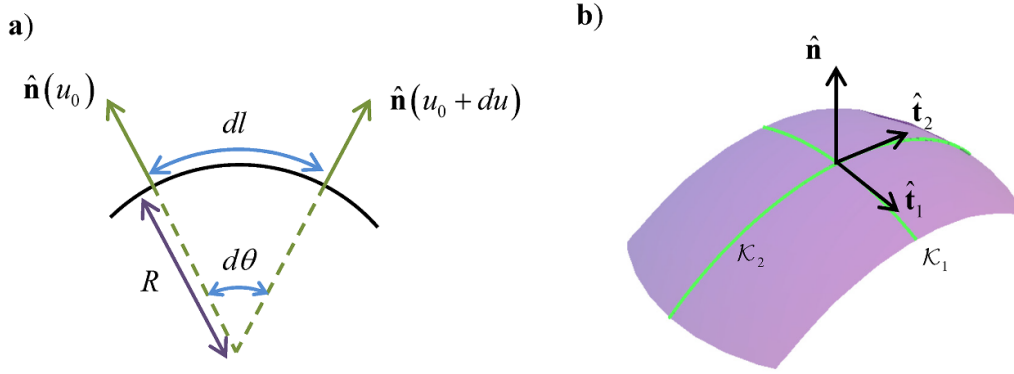 a)
n̂(u₀)
n̂(u₀ + du)
dl
R
dθ
b)
n̂
t̂₂
t̂₁
𝒦₂
𝒦₁